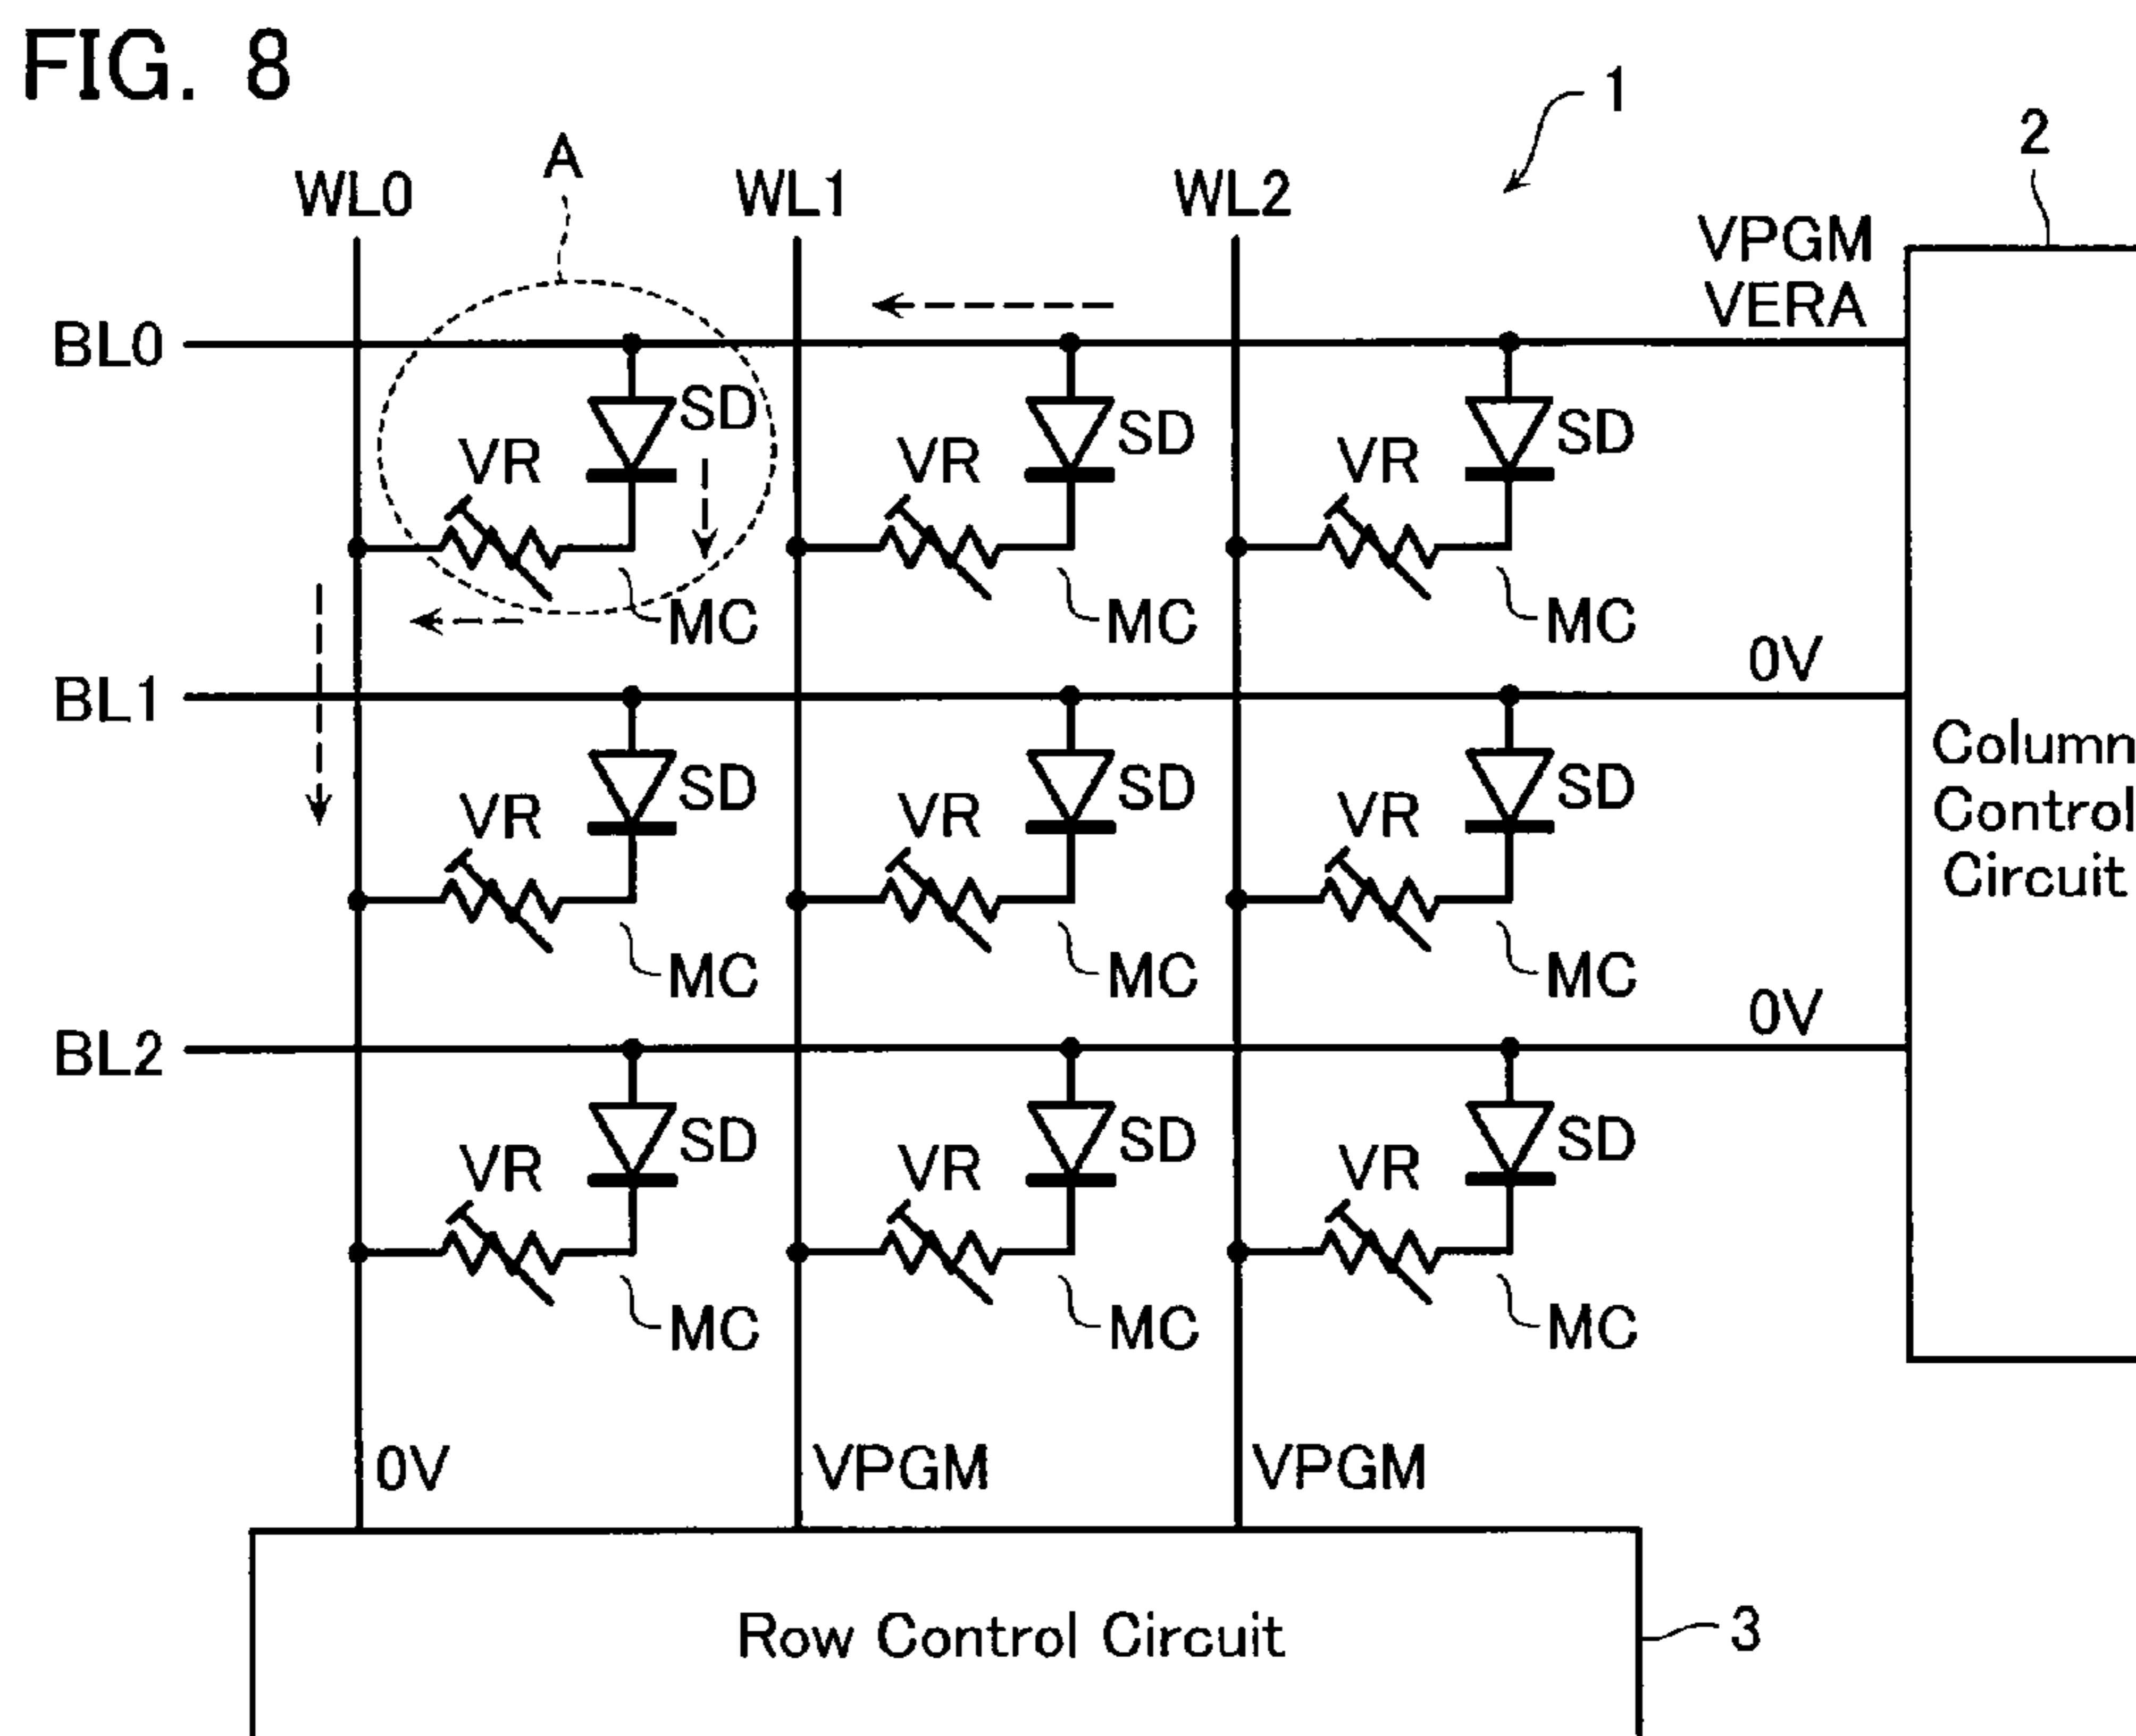 FIG. 8
1
A
2
WL0 WL1 WL2
VPGM
VERA
BL0
SD SD SD
VR VR VR
MC MC MC
0V
BL1
Column
Control
Circuit
SD SD SD
VR VR VR
MC MC MC
0V
BL2
SD SD SD
VR VR VR
MC MC MC
0V VPGM VPGM
Row Control Circuit
3